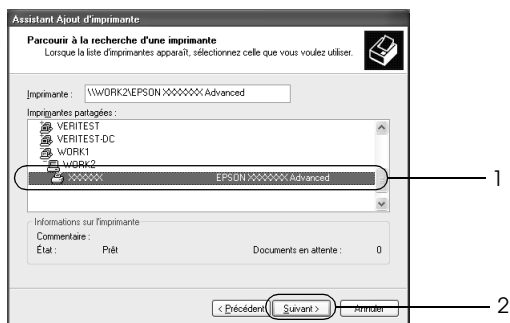 Assistant Ajout d'imprimante
Parcourir à la recherche d'une imprimante
Lorsque la liste d'imprimantes apparaît, sélectionnez celle que vous voulez utiliser.
Imprimante : \\WORK2\EPSON XXXXXX Advanced
Imprimantes partagées :
VERITEST
VERITEST-DC
WORK1
WORK2
XXXXXX EPSON XXXXXXX Advanced
1
Informations sur l'imprimante
Commentaire :
État : Prêt Documents en attente : 0
< Précédent Suivant > Annuler
2